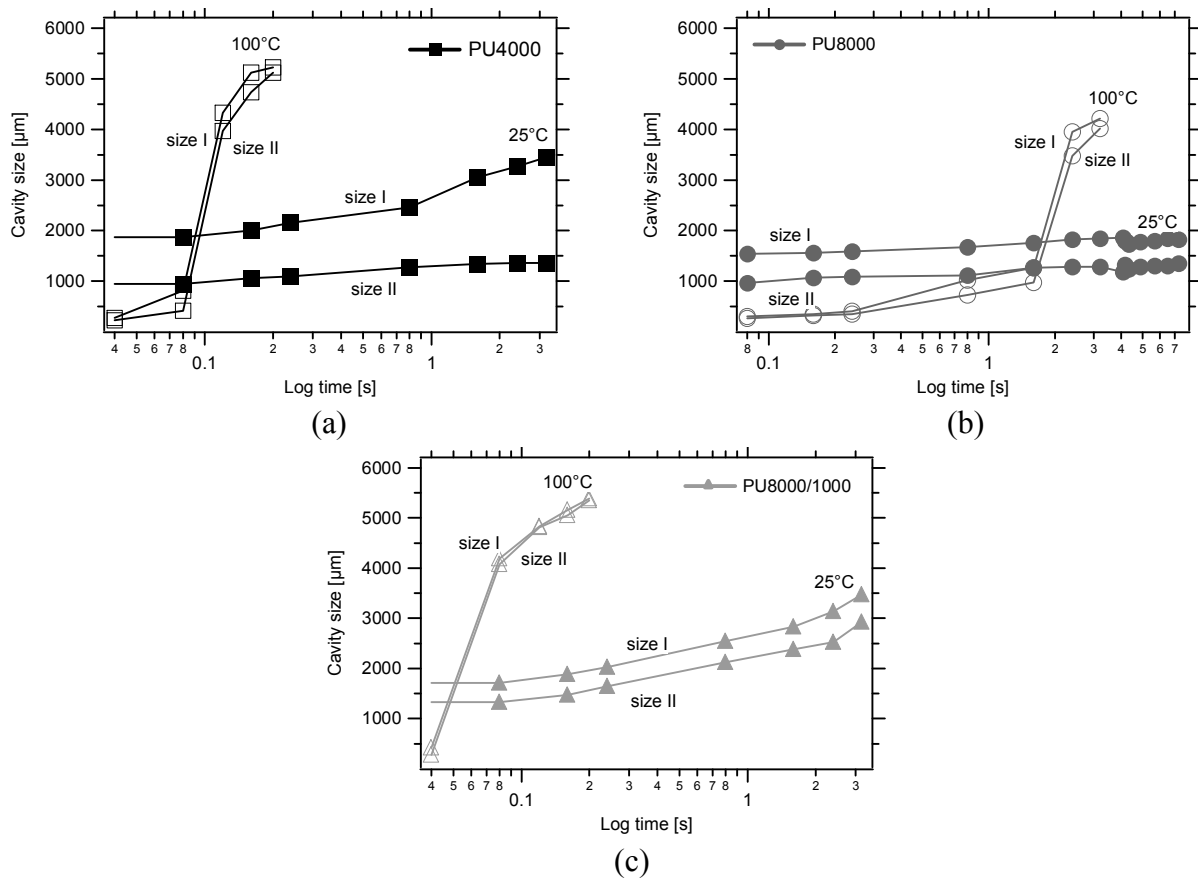 6000
5000
4000
3000
2000
1000
Cavity size [µm]
100°C
PU4000
size I
size II
25°C
size I
size II
4 5 6 7 8 0.1 2 3 4 5 6 7 8 1 2 3
Log time [s]
(a)
6000
5000
4000
3000
2000
1000
Cavity size [µm]
PU8000
100°C
size I
size II
25°C
size I
size II
8 0.1 2 3 4 5 6 7 8 1 2 3 4 5 6 7
Log time [s]
(b)
6000
5000
4000
3000
2000
1000
Cavity size [µm]
100°C
PU8000/1000
size I
size II
25°C
size I
size II
4 5 6 7 8 0.1 2 3 4 5 6 7 8 1 2 3
Log time [s]
(c)